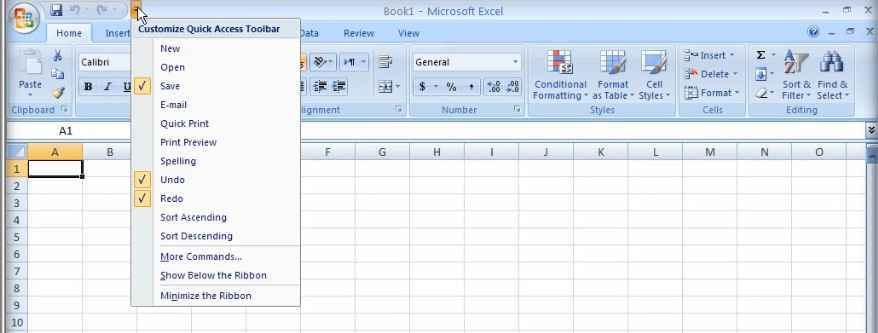 Book1 - Microsoft Excel
Home
Insert
Data
Review
View
Customize Quick Access Toolbar
New
Open
Save
E-mail
Quick Print
Print Preview
Spelling
Undo
Redo
Sort Ascending
Sort Descending
More Commands...
Show Below the Ribbon
Minimize the Ribbon
Paste
Clipboard
Calibri
B I
Alignment
General
$ % ,
Number
Conditional Formatting
Format as Table
Cell Styles
Styles
Insert
Delete
Format
Cells
Σ
Sort & Filter
Find & Select
Editing
A1
A B F G H I J K L M N O
1
2
3
4
5
6
7
8
9
10